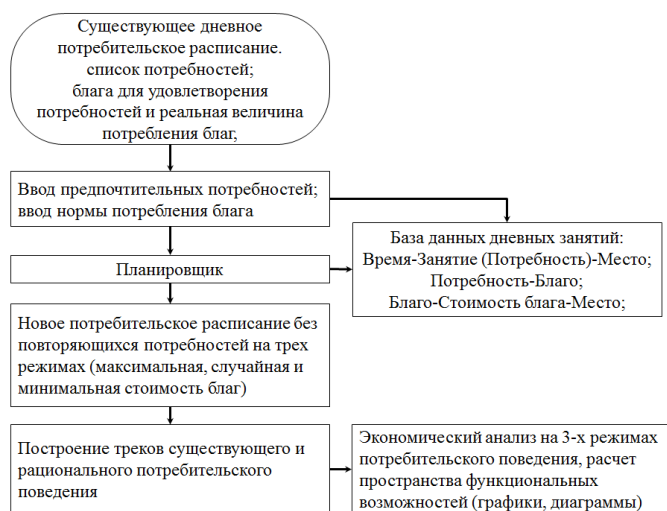 Существующее дневное
потребительское расписание.
список потребностей;
блага для удовлетворения
потребностей и реальная величина
потребления благ,
Ввод предпочтительных потребностей;
ввод нормы потребления блага
База данных дневных занятий:
Время-Занятие (Потребность)-Место;
Потребность-Благо;
Благо-Стоимость блага-Место;
Планировщик
Новое потребительское расписание без
повторяющихся потребностей на трех
режимах (максимальная, случайная и
минимальная стоимость благ)
Построение треков существующего и
рационального потребительского
поведения
Экономический анализ на 3-х режимах
потребительского поведения, расчет
пространства функциональных
возможностей (графики, диаграммы)